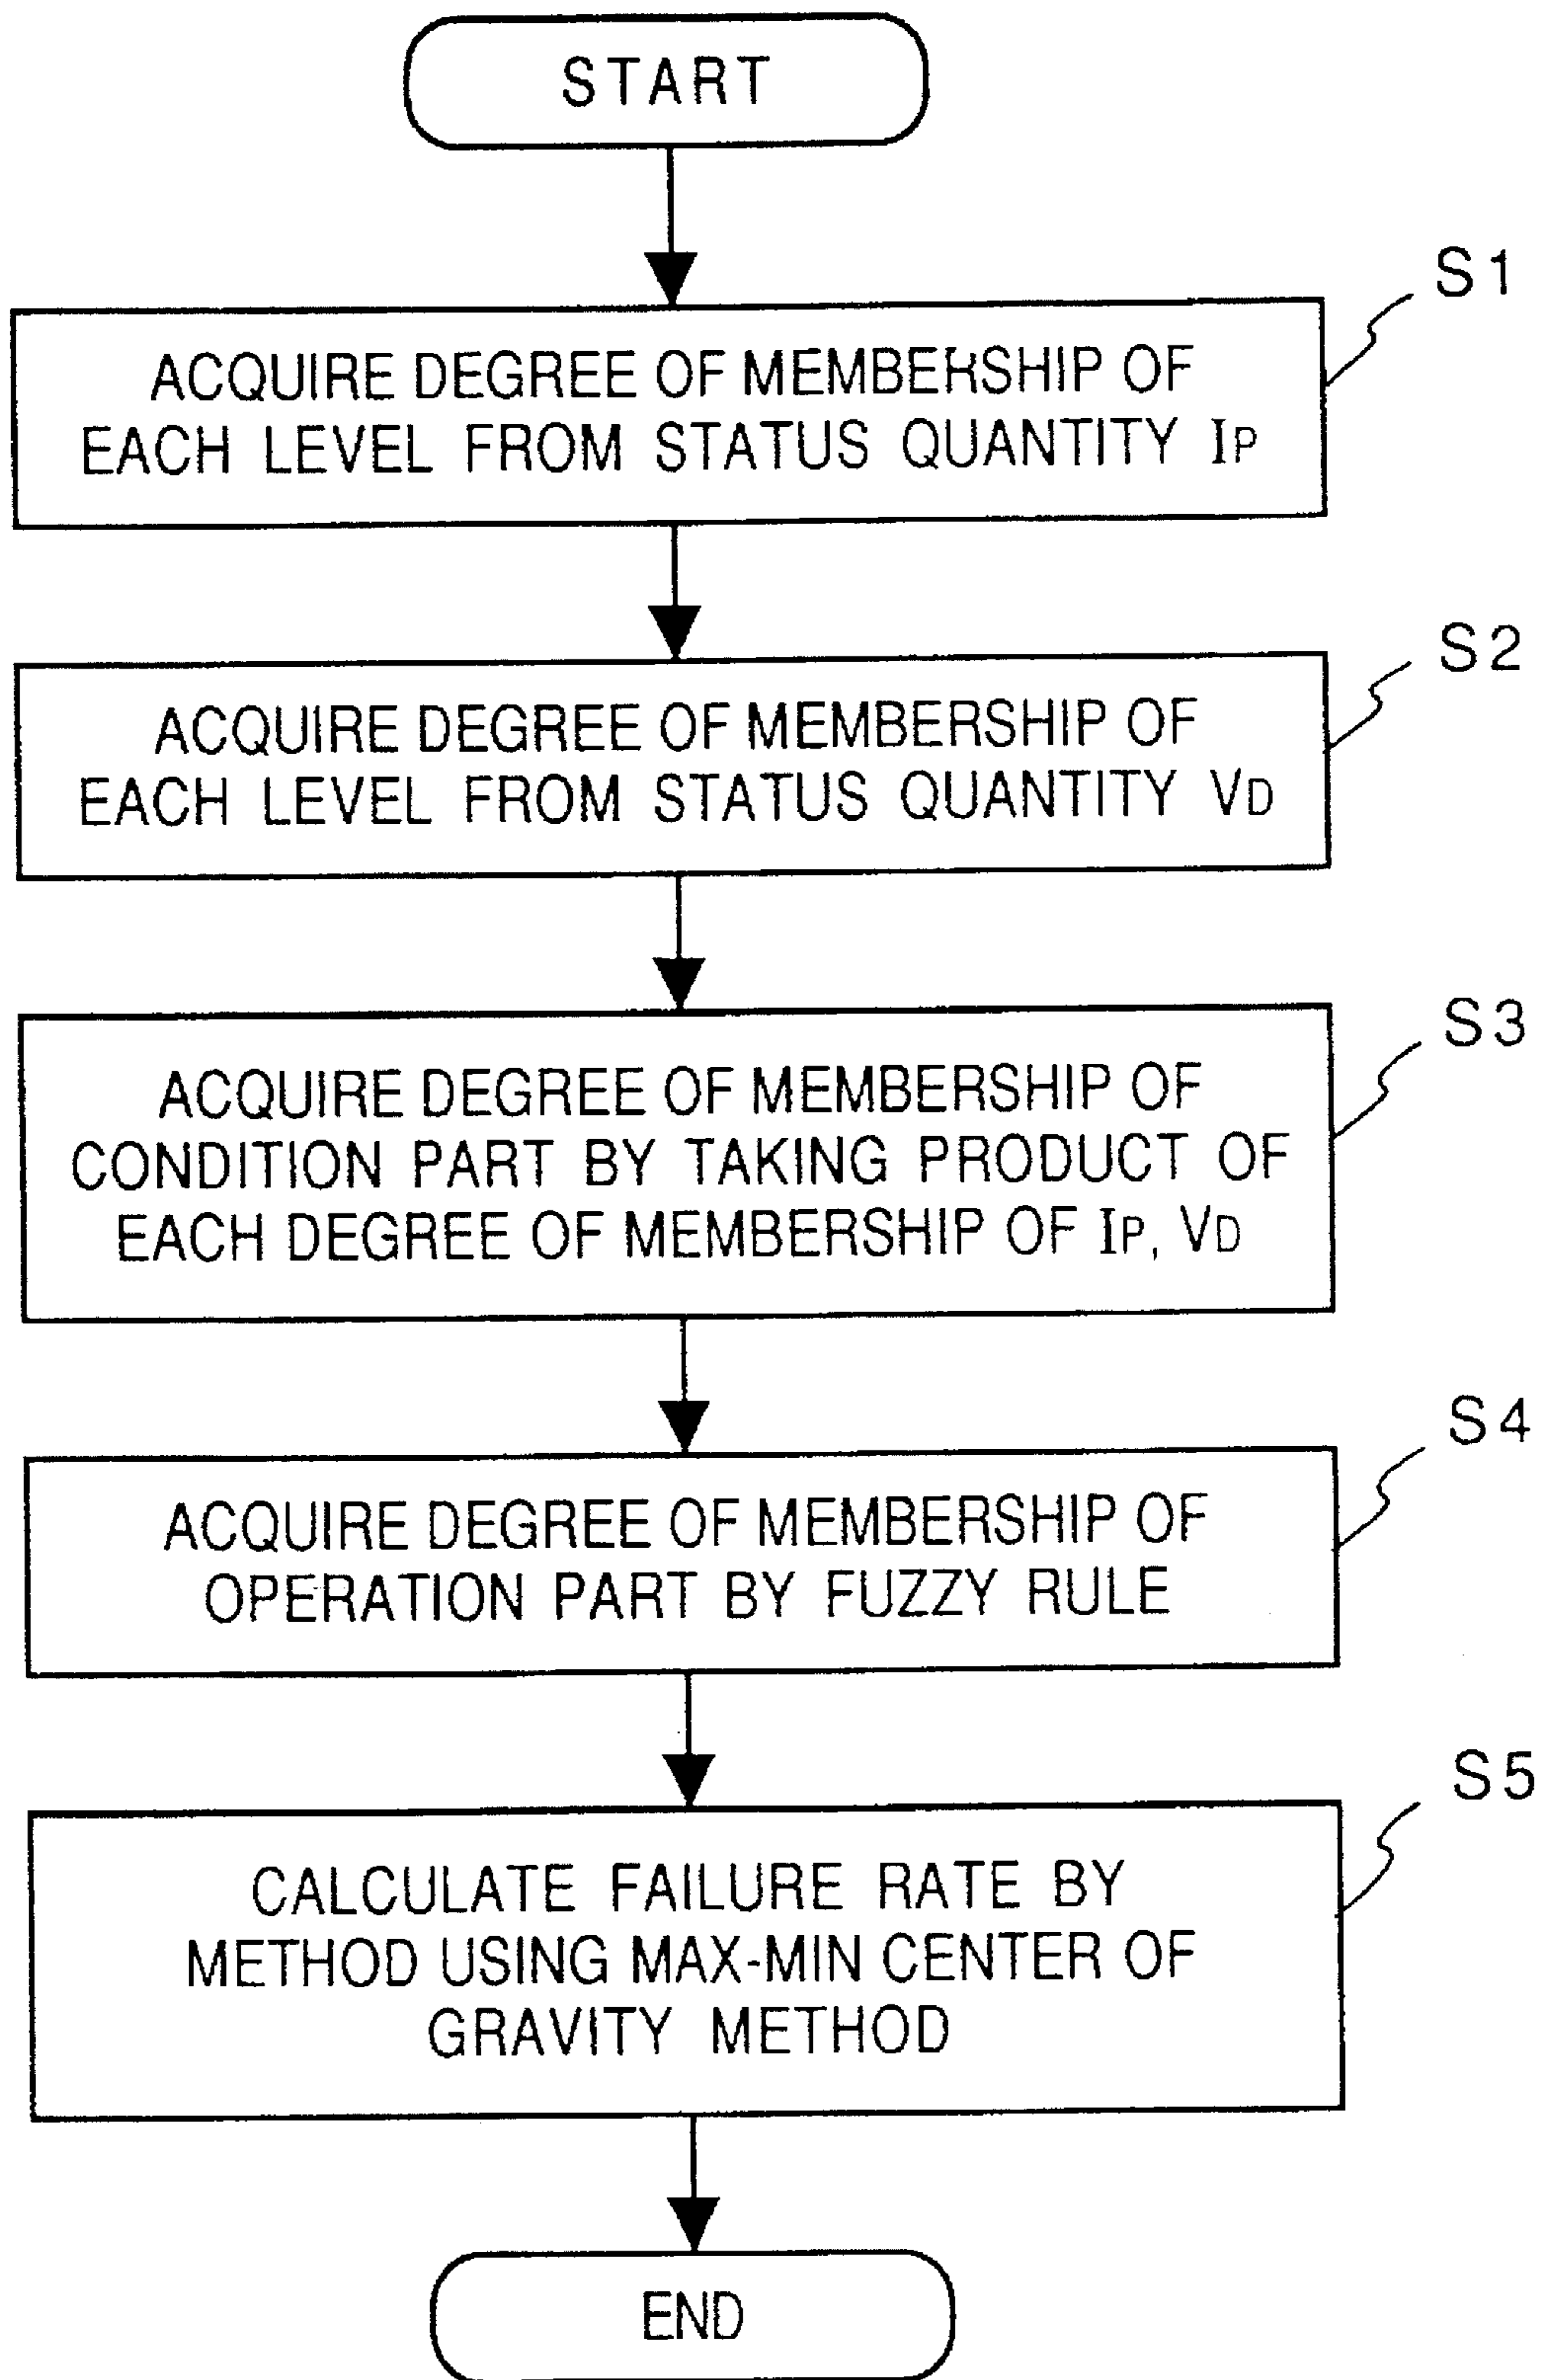 START
S1
ACQUIRE DEGREE OF MEMBERSHIP OF
EACH LEVEL FROM STATUS QUANTITY IP
S2
ACQUIRE DEGREE OF MEMBERSHIP OF
EACH LEVEL FROM STATUS QUANTITY VD
S3
ACQUIRE DEGREE OF MEMBERSHIP OF
CONDITION PART BY TAKING PRODUCT OF
EACH DEGREE OF MEMBERSHIP OF IP, VD
S4
ACQUIRE DEGREE OF MEMBERSHIP OF
OPERATION PART BY FUZZY RULE
S5
CALCULATE FAILURE RATE BY
METHOD USING MAX-MIN CENTER OF
GRAVITY METHOD
END